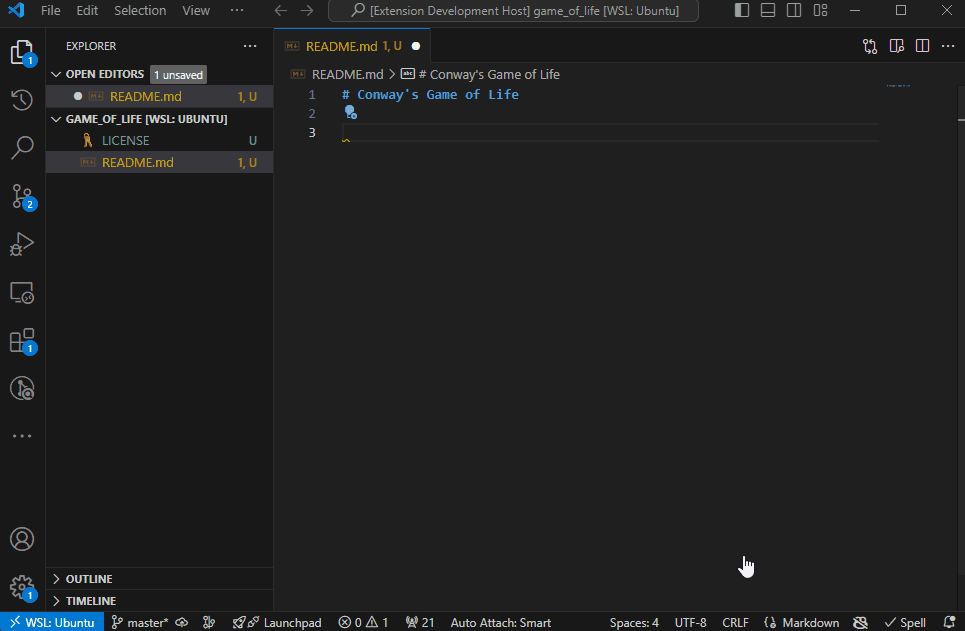 File Edit Selection View ··· [Extension Development Host] game_of_life [WSL: Ubuntu]
EXPLORER ···
README.md 1, U
OPEN EDITORS 1 unsaved
README.md > # Conway's Game of Life
README.md 1, U
1 # Conway's Game of Life
GAME_OF_LIFE [WSL: UBUNTU]
2
LICENSE U
3
README.md 1, U
1
2
1
1
OUTLINE
TIMELINE
WSL: Ubuntu master* Launchpad 0 1 21 Auto Attach: Smart Spaces: 4 UTF-8 CRLF Markdown Spell